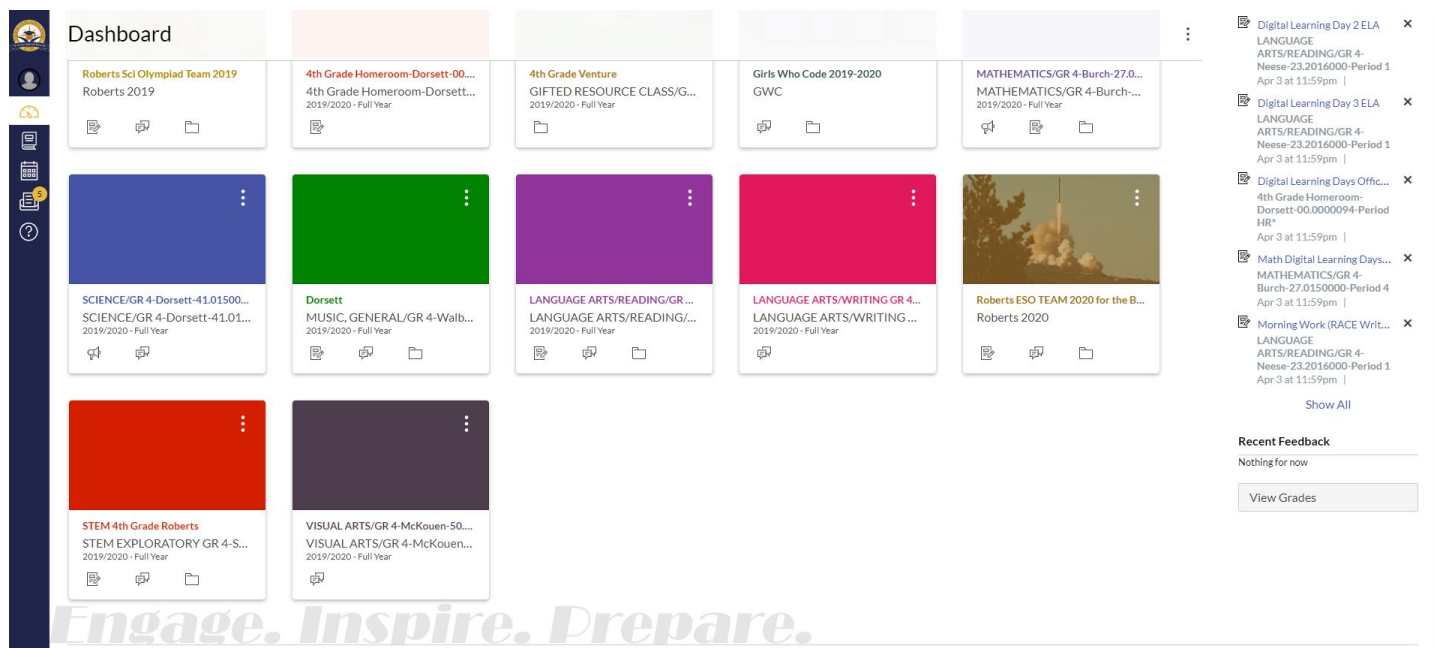 Dashboard
Roberts Sci Olympiad Team 2019
Roberts 2019
4th Grade Homeroom-Dorsett-00....
4th Grade Homeroom-Dorsett...
2019/2020 - Full Year
4th Grade Venture
GIFTED RESOURCE CLASS/G...
2019/2020 - Full Year
Girls Who Code 2019-2020
GWC
MATHEMATICS/GR 4-Burch-27.0...
MATHEMATICS/GR 4-Burch-...
2019/2020 - Full Year
5
SCIENCE/GR 4-Dorsett-41.01500...
SCIENCE/GR 4-Dorsett-41.01...
2019/2020 - Full Year
Dorsett
MUSIC, GENERAL/GR 4-Walb...
2019/2020 - Full Year
LANGUAGE ARTS/READING/GR ...
LANGUAGE ARTS/READING/...
2019/2020 - Full Year
LANGUAGE ARTS/WRITING GR 4...
LANGUAGE ARTS/WRITING ...
2019/2020 - Full Year
Roberts ESO TEAM 2020 for the B...
Roberts 2020
STEM 4th Grade Roberts
STEM EXPLORATORY GR 4-S...
2019/2020 - Full Year
VISUAL ARTS/GR 4-McKouen-50....
VISUAL ARTS/GR 4-McKouen...
2019/2020 - Full Year
Engage. Inspire. Prepare.
Digital Learning Day 2 ELA
LANGUAGE
ARTS/READING/GR 4-
Neese-23.2016000-Period 1
Apr 3 at 11:59pm |
Digital Learning Day 3 ELA
LANGUAGE
ARTS/READING/GR 4-
Neese-23.2016000-Period 1
Apr 3 at 11:59pm |
Digital Learning Days Offic...
4th Grade Homeroom-
Dorsett-00.0000094-Period
HR*
Apr 3 at 11:59pm |
Math Digital Learning Days...
MATHEMATICS/GR 4-
Burch-27.0150000-Period 4
Apr 3 at 11:59pm |
Morning Work (RACE Writ...
LANGUAGE
ARTS/READING/GR 4-
Neese-23.2016000-Period 1
Apr 3 at 11:59pm |
Show All
Recent Feedback
Nothing for now
View Grades